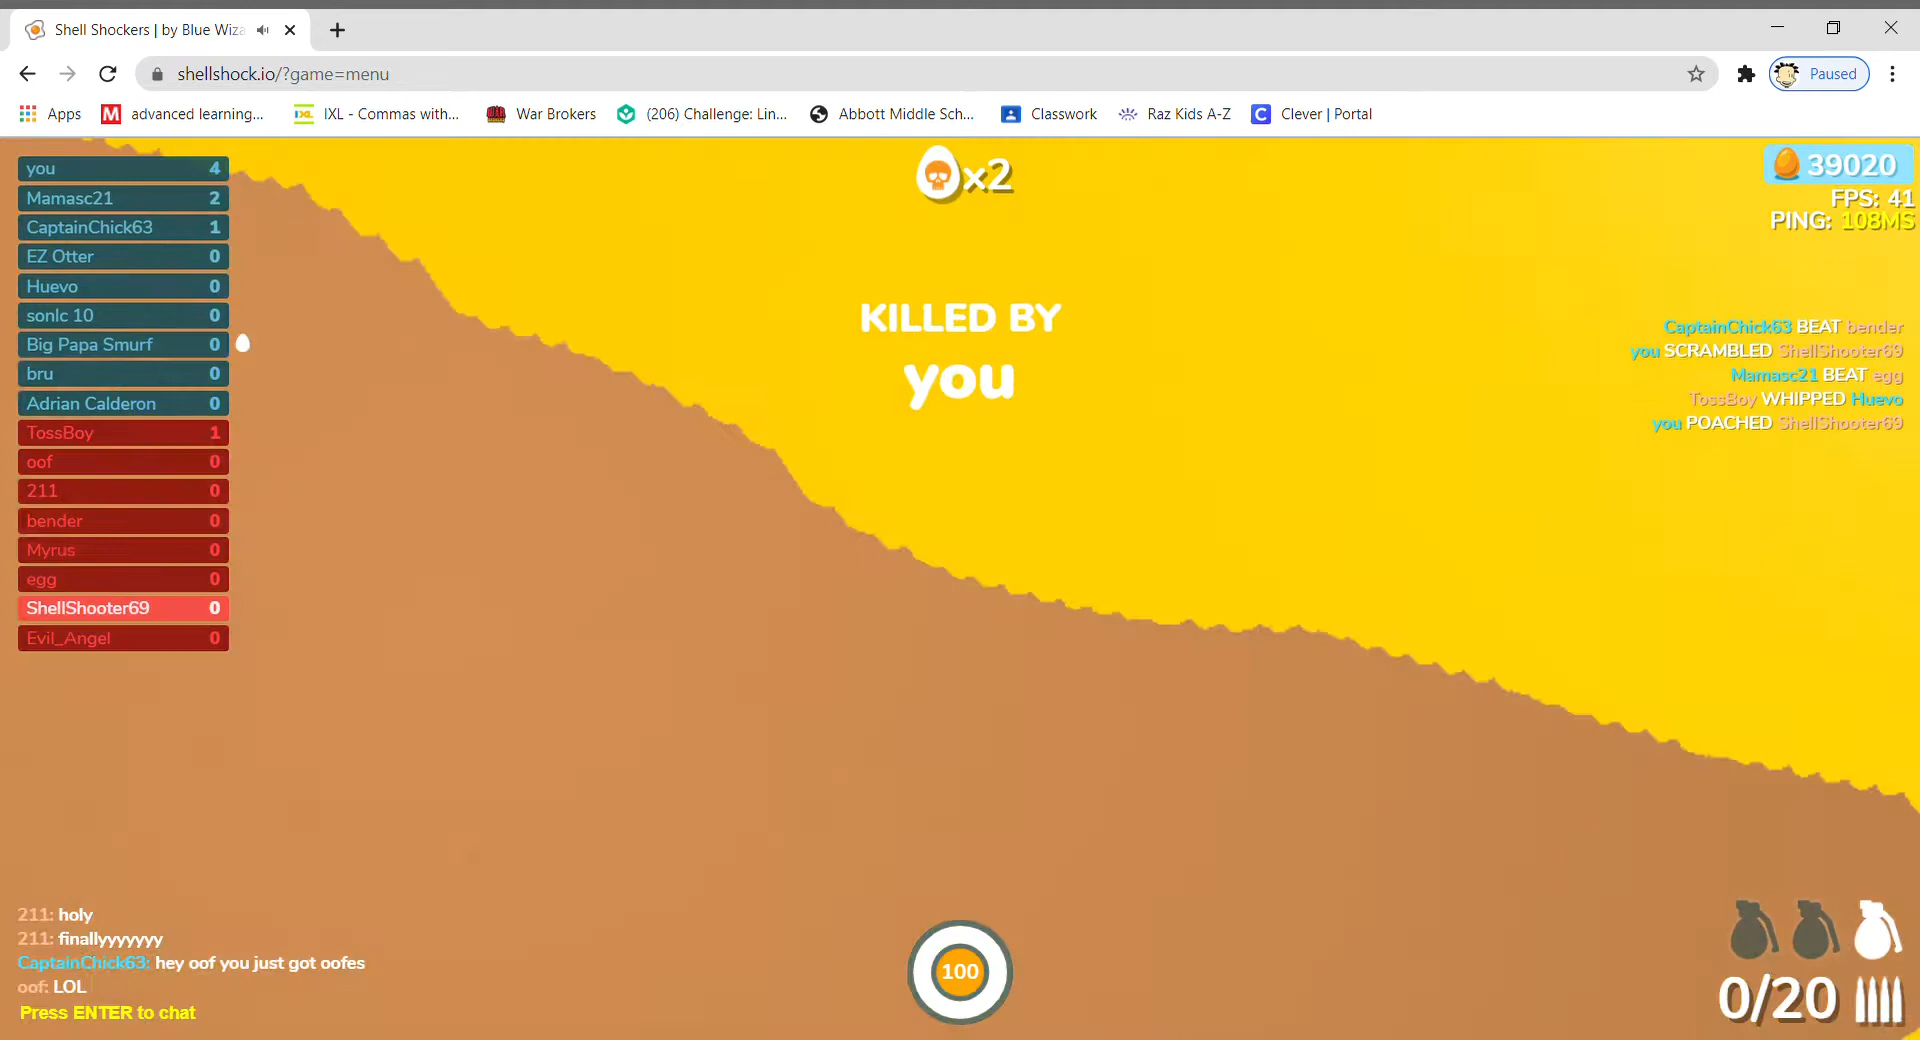 Shell Shockers | by Blue Wiza
shellshock.io/?game=menu
Paused
Apps
advanced learning...
IXL - Commas with...
War Brokers
(206) Challenge: Lin...
Abbott Middle Sch...
Classwork
Raz Kids A-Z
Clever | Portal
you 4
Mamasc21 2
CaptainChick63 1
EZ Otter 0
Huevo 0
sonlc 10 0
Big Papa Smurf 0
bru 0
Adrian Calderon 0
TossBoy 1
oof 0
211 0
bender 0
Myrus 0
egg 0
ShellShooter69 0
Evil_Angel 0
x2
KILLED BY
you
39020
FPS: 41
PING: 108MS
CaptainChick63 BEAT bender
you SCRAMBLED ShellShooter69
Mamasc21 BEAT egg
TossBoy WHIPPED Huevo
you POACHED ShellShooter69
211: holy
211: finallyyyyyyy
CaptainChick63: hey oof you just got oofes
oof: LOL
Press ENTER to chat
100
0/20